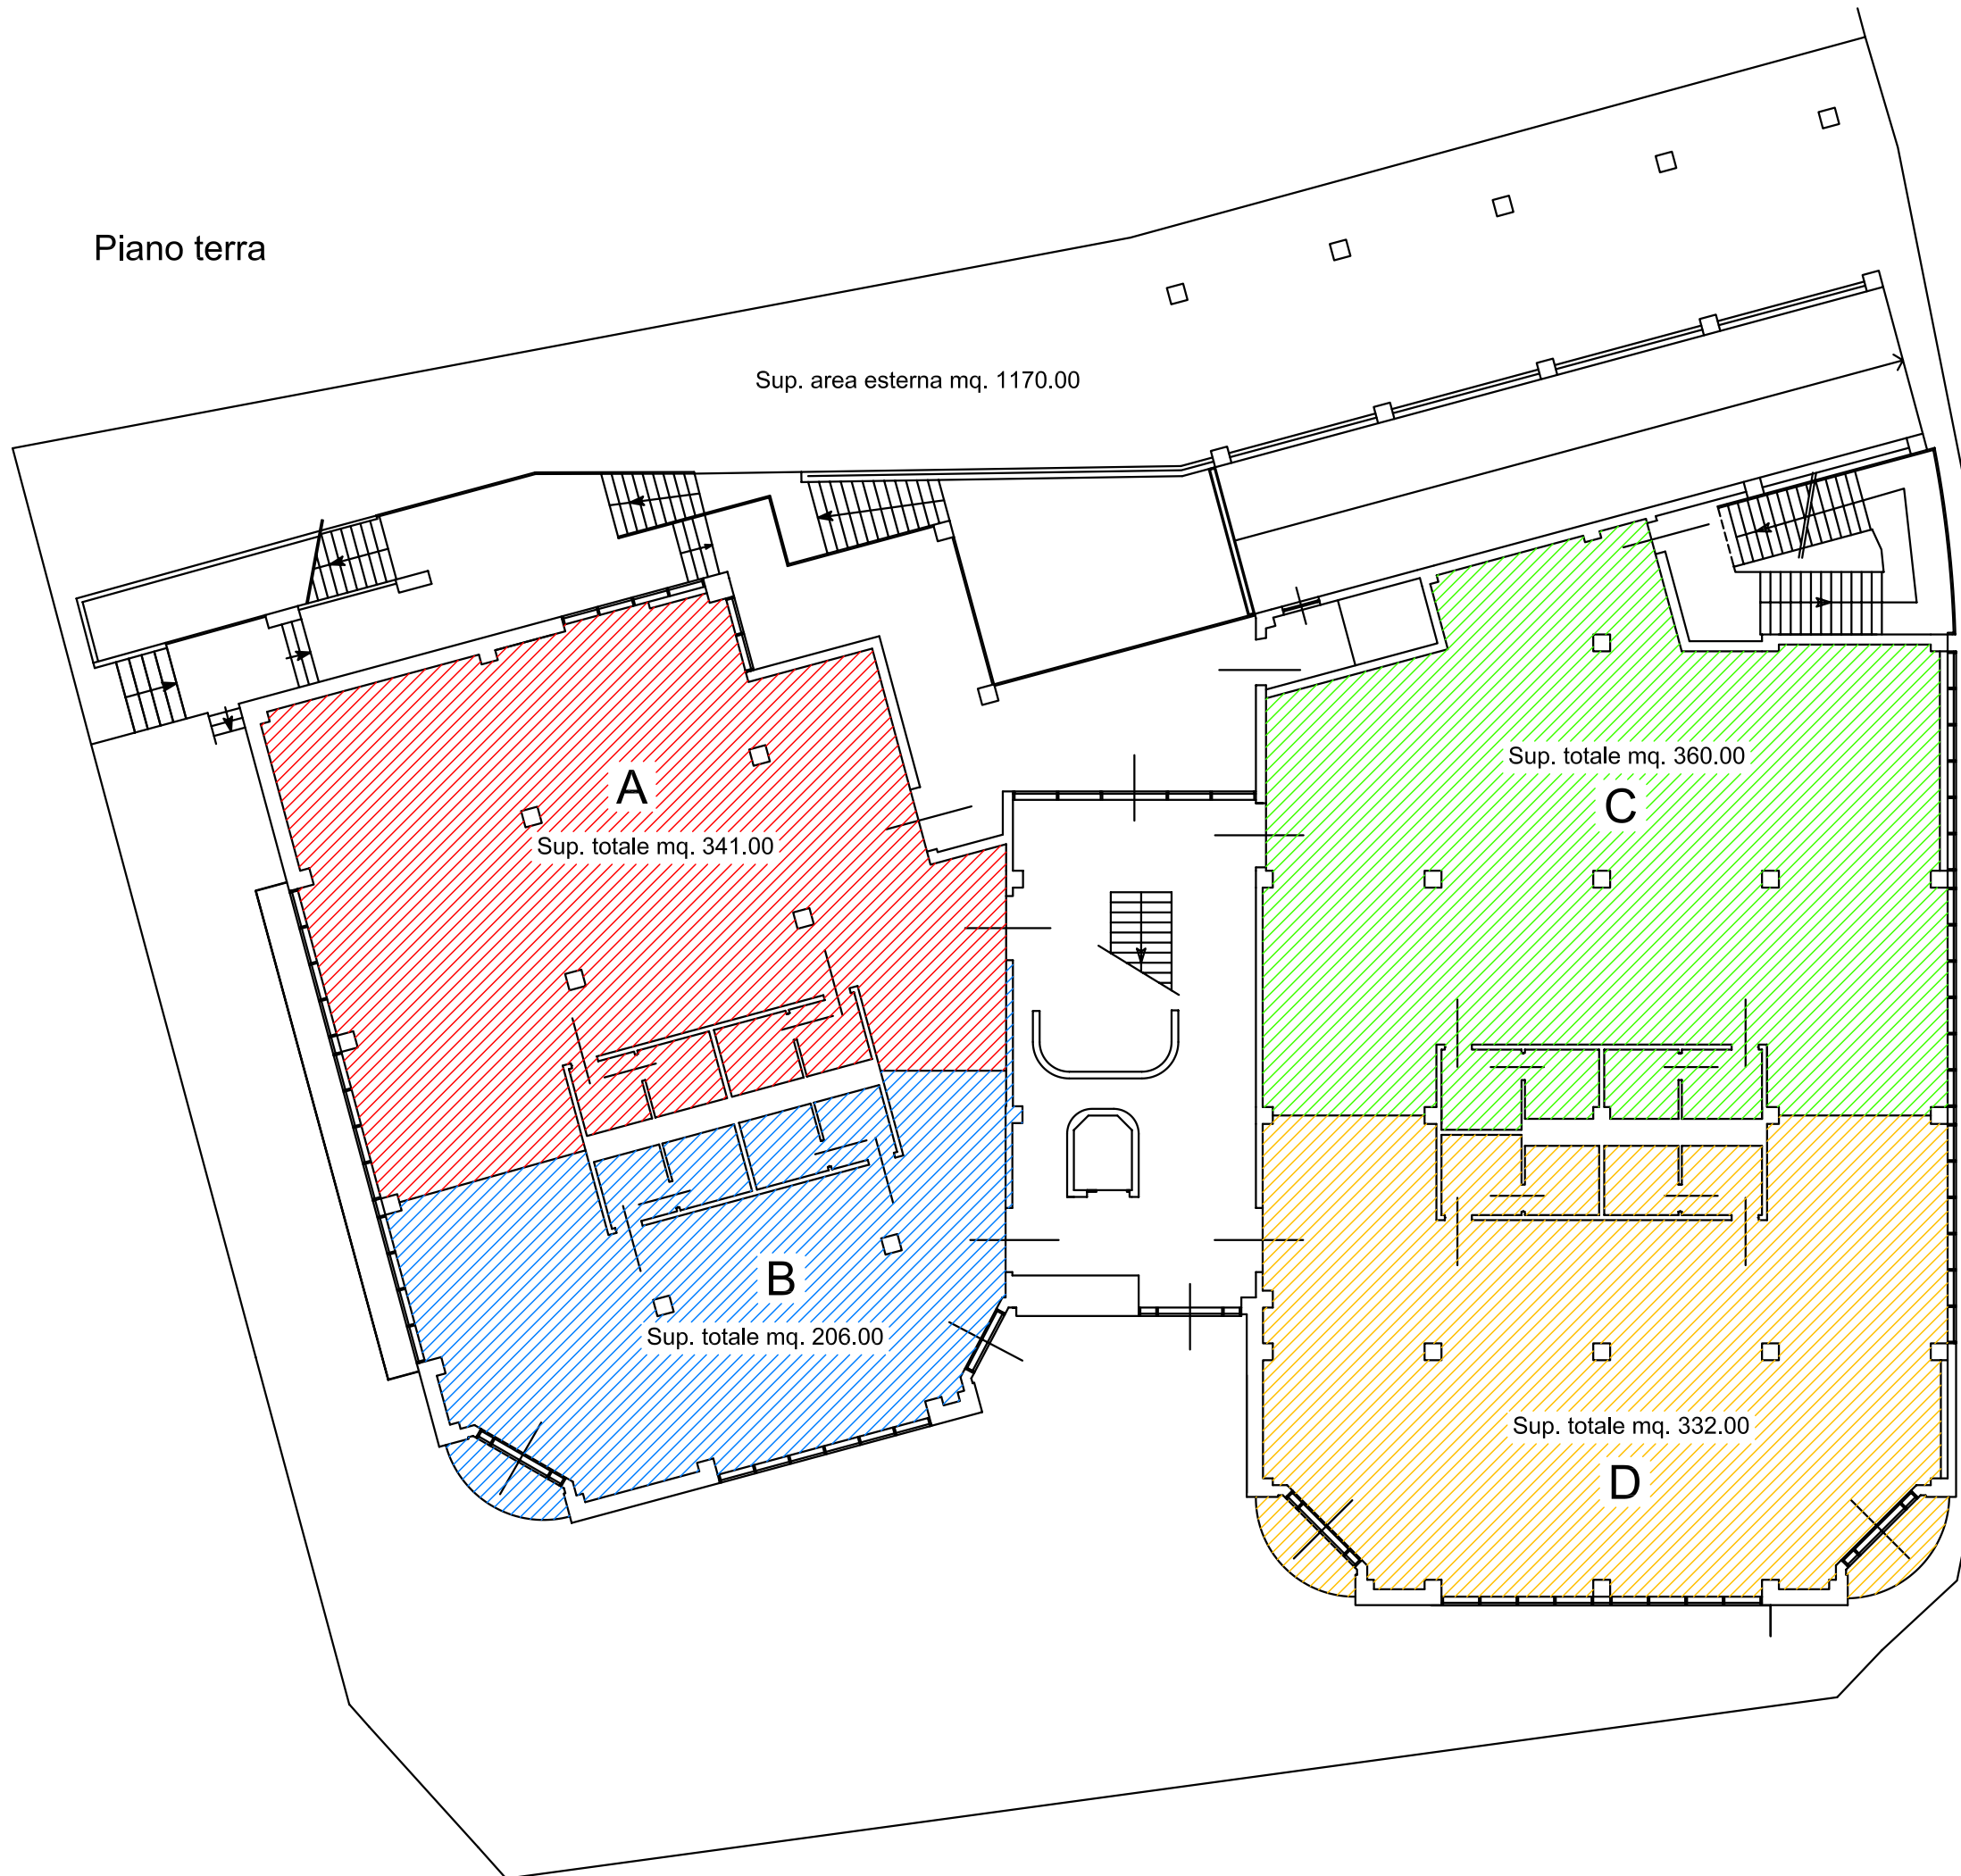 Piano terra
Sup. area esterna mq. 1170.00
A
Sup. totale mq. 341.00
Sup. totale mq. 360.00
C
B
Sup. totale mq. 206.00
Sup. totale mq. 332.00
D